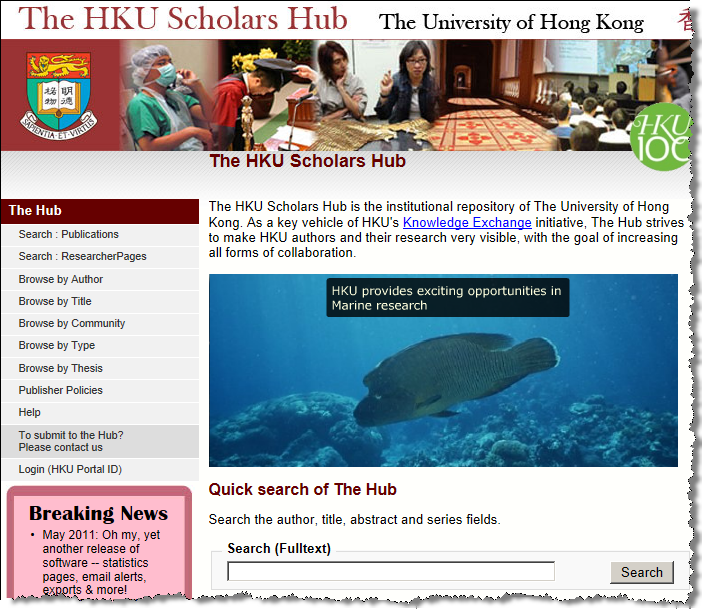 The HKU Scholars Hub
The University of Hong Kong
香
明德
格物
SAPIENTIA·ET·VIRTUS
HKU
100
The HKU Scholars Hub
The Hub
Search : Publications
Search : ResearcherPages
Browse by Author
Browse by Title
Browse by Community
Browse by Type
Browse by Thesis
Publisher Policies
Help
To submit to the Hub?
Please contact us
Login (HKU Portal ID)
Breaking News
• May 2011: Oh my, yet
another release of
software -- statistics
pages, email alerts,
exports & more!
The HKU Scholars Hub is the institutional repository of The University of Hong
Kong. As a key vehicle of HKU's Knowledge Exchange initiative, The Hub strives
to make HKU authors and their research very visible, with the goal of increasing
all forms of collaboration.
HKU provides exciting opportunities in
Marine research
Quick search of The Hub
Search the author, title, abstract and series fields.
Search (Fulltext)
Search